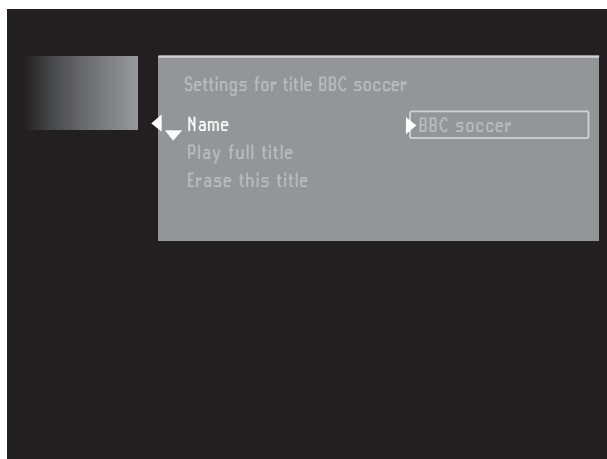 Settings for title BBC soccer
Name BBC soccer
Play full title
Erase this title